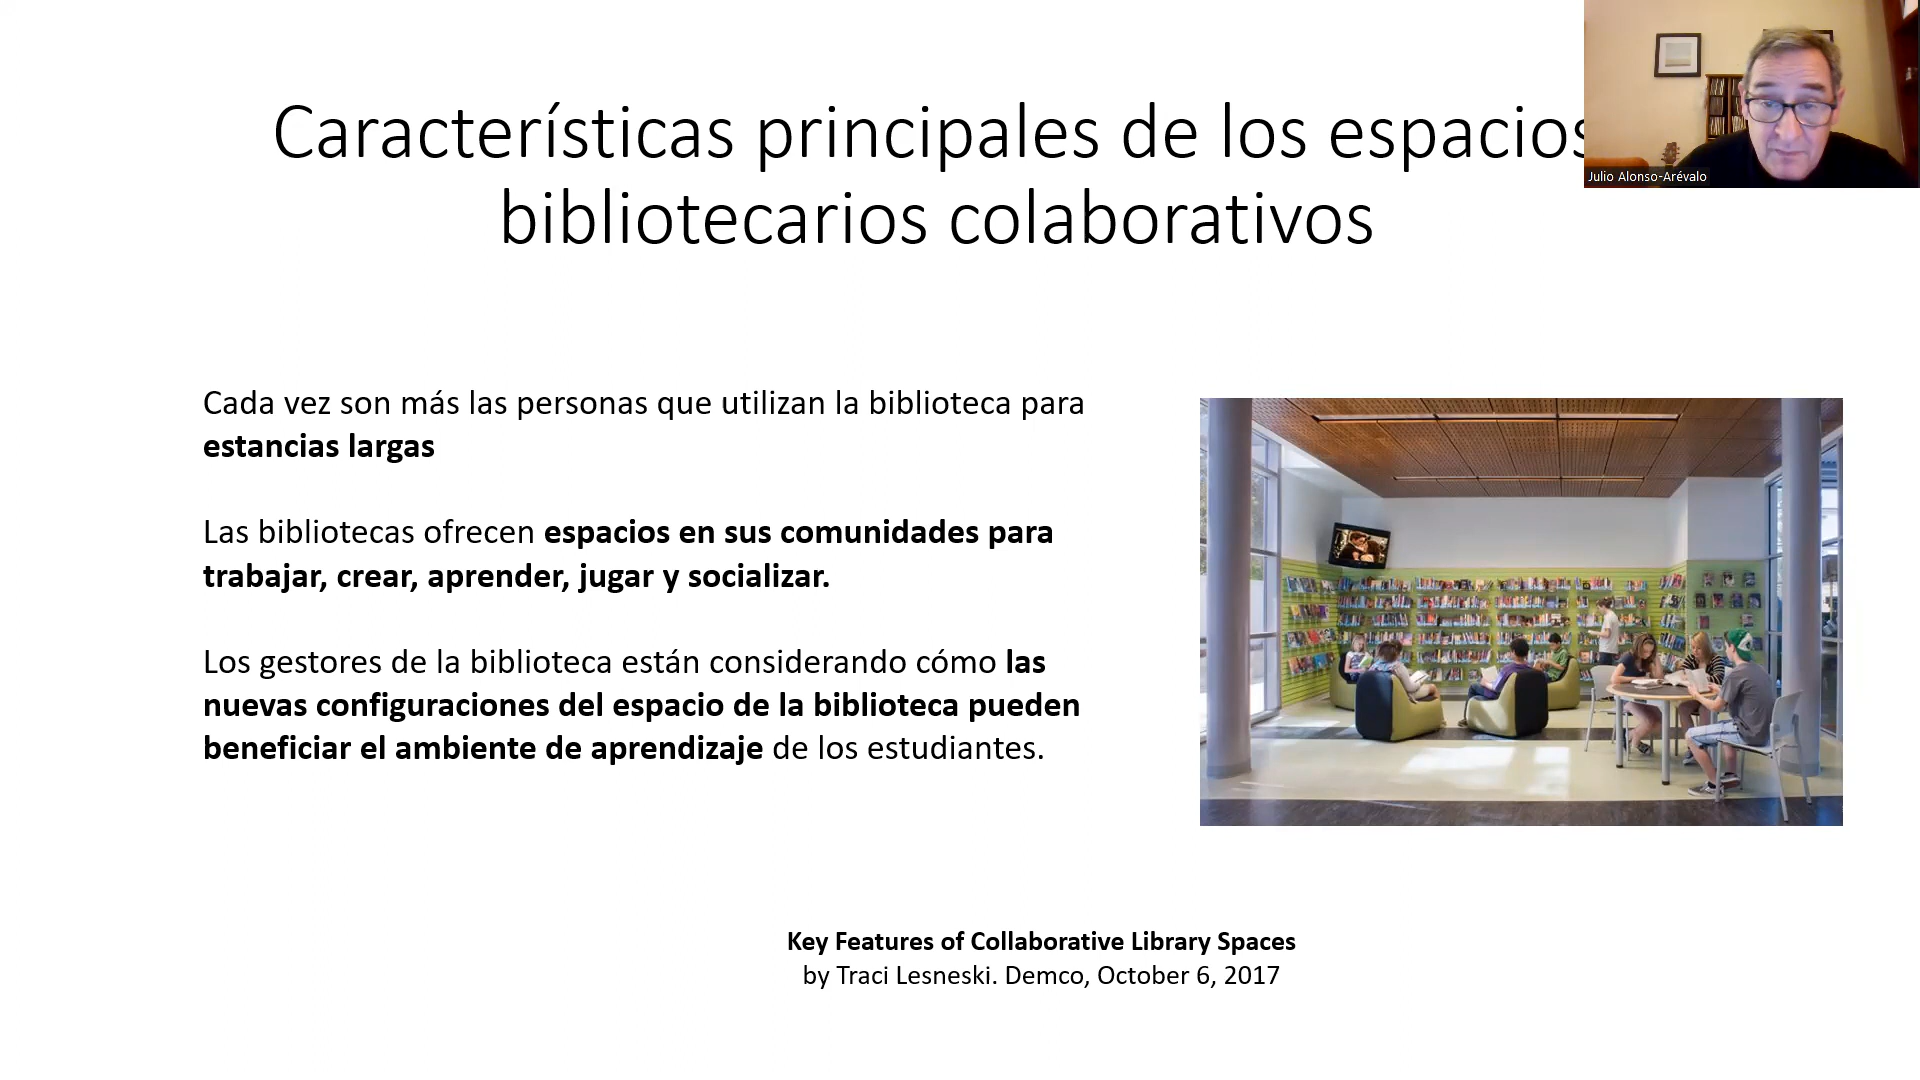 Características principales de los espacios
bibliotecarios colaborativos
Julio Alonso-Arévalo
Cada vez son más las personas que utilizan la biblioteca para
estancias largas
Las bibliotecas ofrecen espacios en sus comunidades para
trabajar, crear, aprender, jugar y socializar.
Los gestores de la biblioteca están considerando cómo las
nuevas configuraciones del espacio de la biblioteca pueden
beneficiar el ambiente de aprendizaje de los estudiantes.
Key Features of Collaborative Library Spaces
by Traci Lesneski. Demco, October 6, 2017